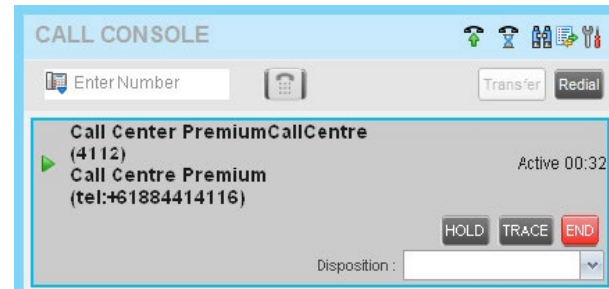 CALL CONSOLE
Enter Number
Transfer
Redial
Call Center PremiumCallCentre
(4112)
Call Centre Premium
(tel:+61884414116)
Active 00:32
HOLD
TRACE
END
Disposition :